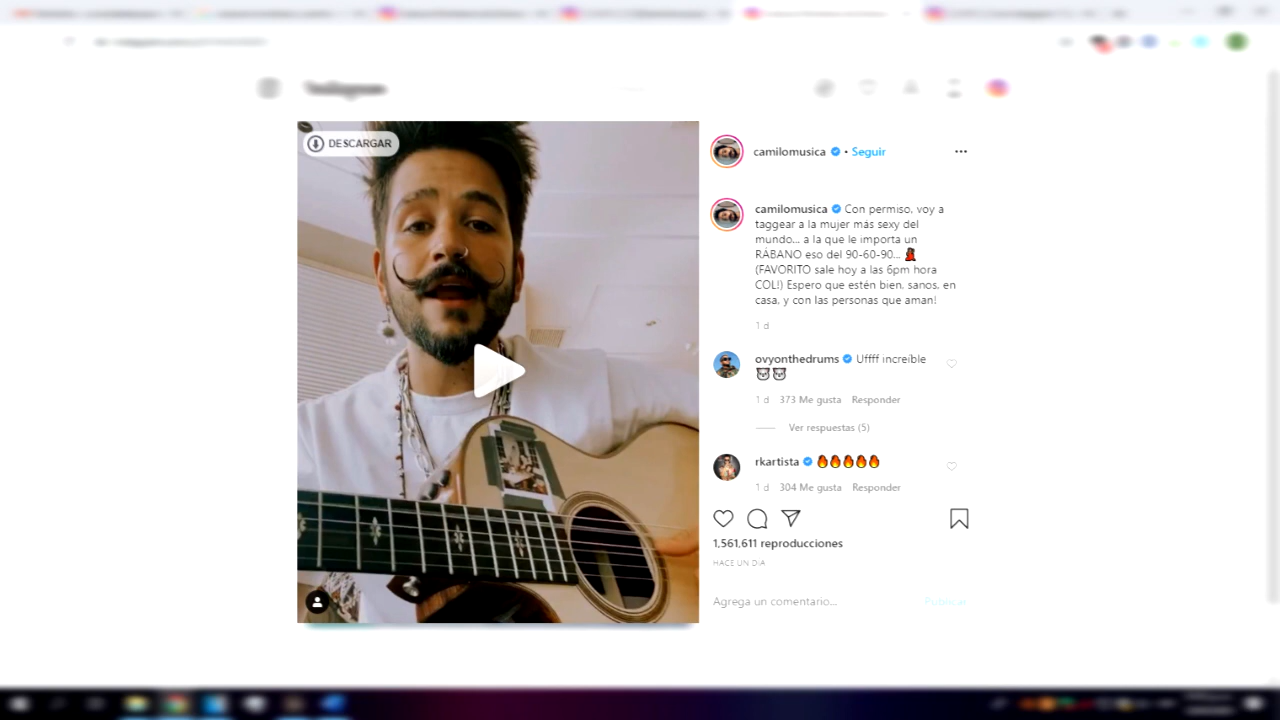 DESCARGAR
camilomusica • Seguir
camilomusica Con permiso, voy a
taggear a la mujer más sexy del
mundo... a la que le importa un
RÁBANO eso del 90-60-90... 💃
(FAVORITO sale hoy a las 6pm hora
COL!) Espero que estén bien, sanos, en
casa, y con las personas que aman!
1 d
ovyonthedrums Uffff increíble
🐼🐼
1 d 373 Me gusta Responder
Ver respuestas (5)
rkartista 🔥🔥🔥🔥🔥
1 d 304 Me gusta Responder
1,561,611 reproducciones
HACE UN DÍA
Agrega un comentario...
Publicar